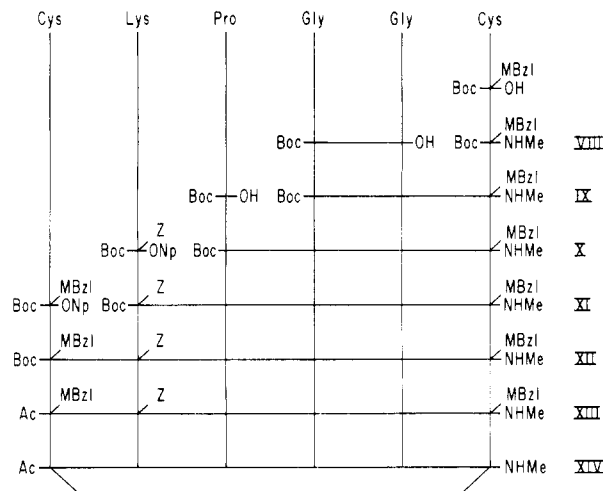 Cys Lys Pro Gly Gly Cys
MBzl
Boc OH
MBzl
Boc OH Boc NHMe VIII
MBzl
Boc OH Boc NHMe IX
Z MBzl
Boc ONp Boc NHMe X
MBzl Z MBzl
Boc ONp Boc NHMe XI
MBzl Z MBzl
Boc NHMe XII
MBzl Z MBzl
Ac NHMe XIII
Ac NHMe XIV